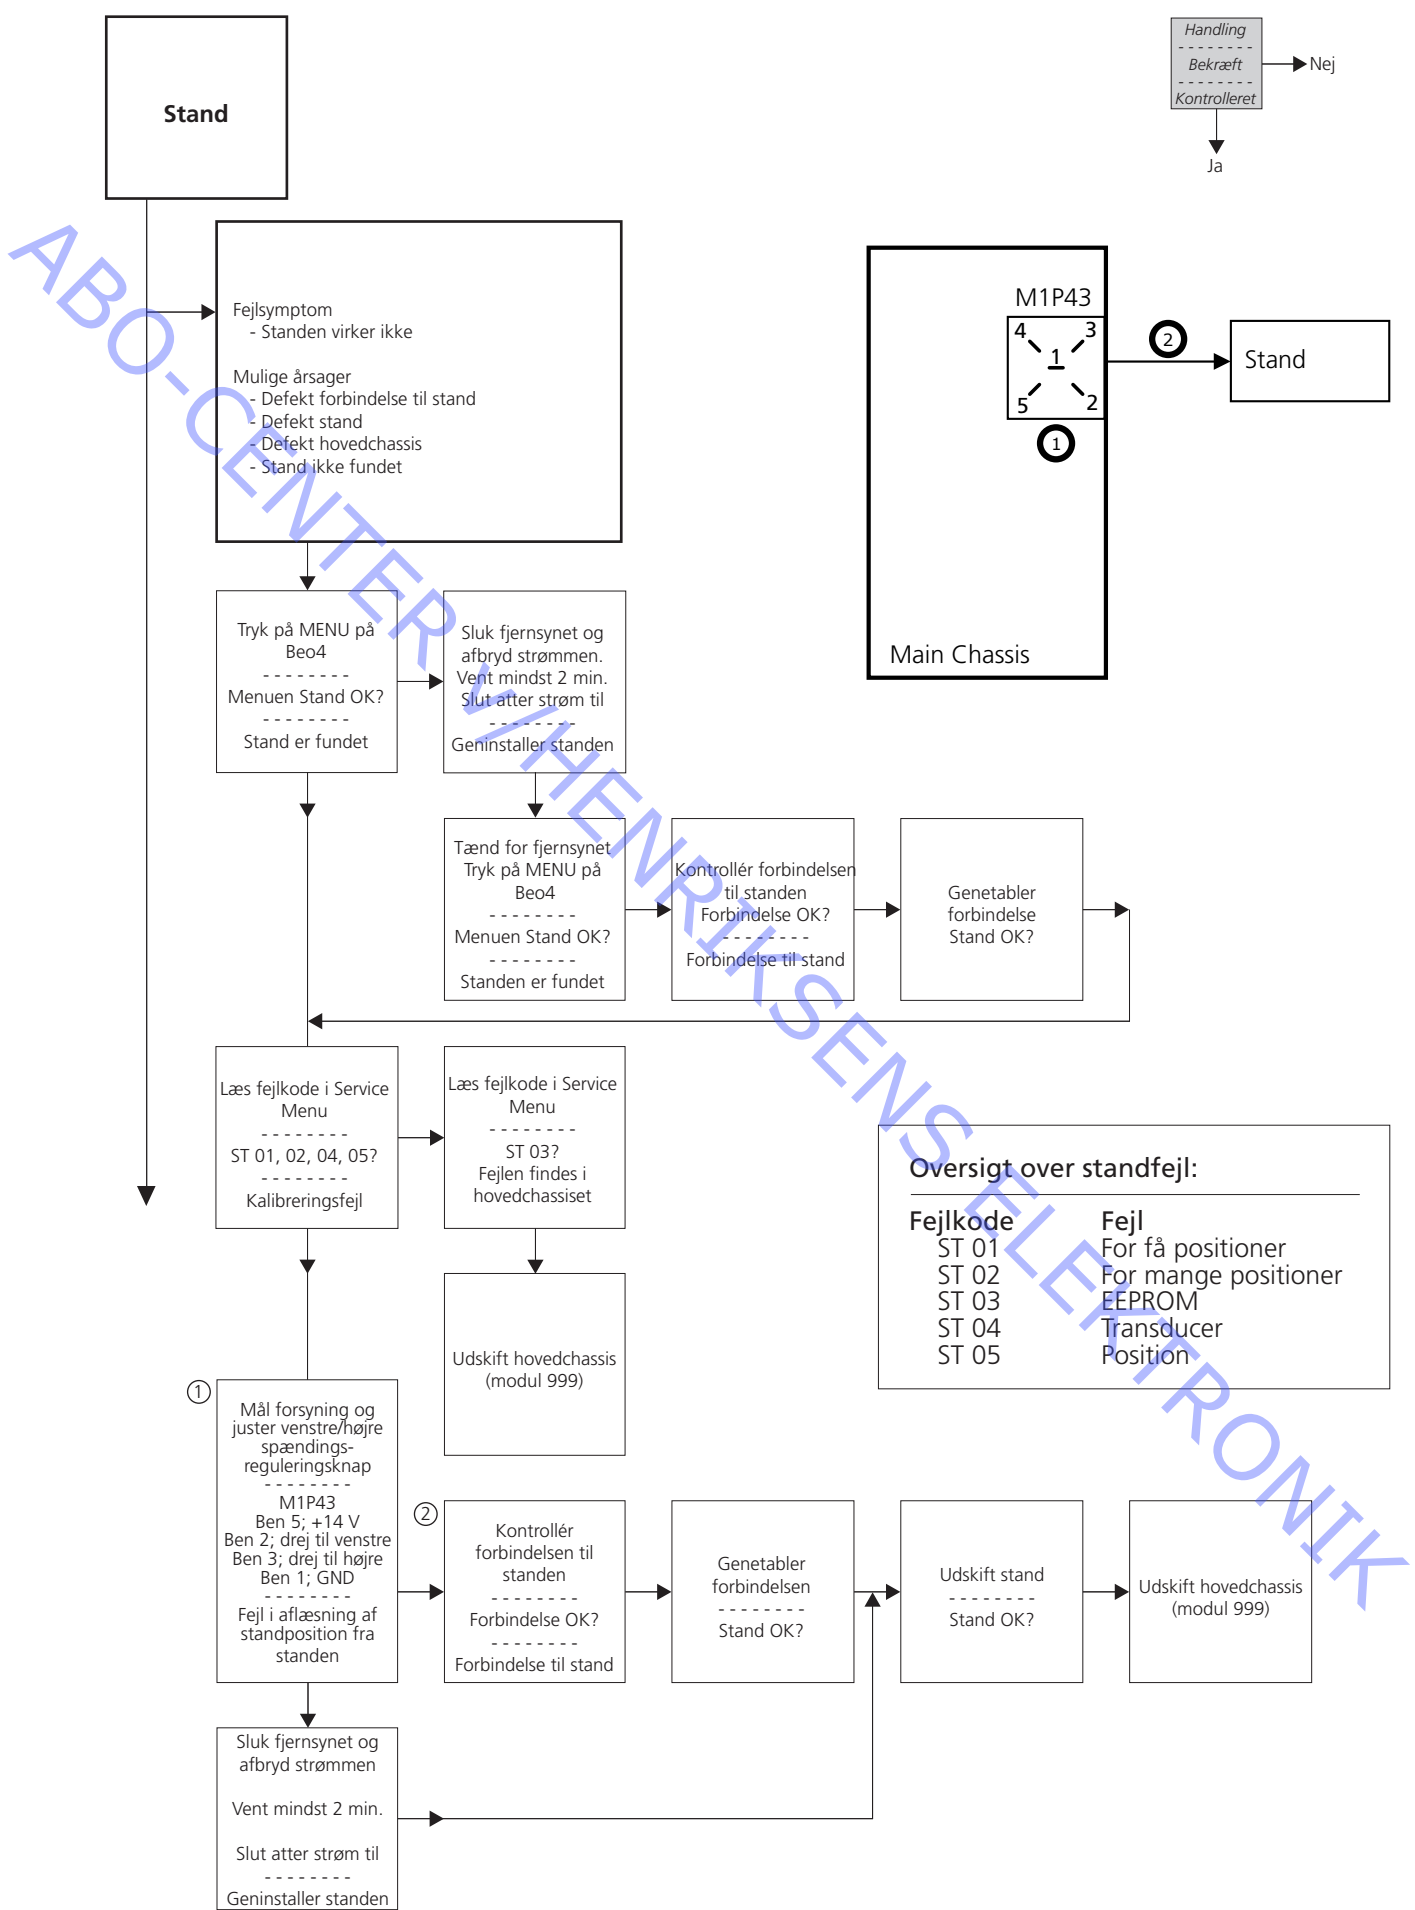 Stand
Handling
Bekræft
Kontrolleret
Nej
Ja
Fejlsymptom
- Standen virker ikke
Mulige årsager
- Defekt forbindelse til stand
- Defekt stand
- Defekt hovedchassis
- Stand ikke fundet
M1P43
4
3
1
5
2
1
2
Stand
Main Chassis
Tryk på MENU på
Beo4
Menuen Stand OK?
Stand er fundet
Sluk fjernsynet og
afbryd strømmen.
Vent mindst 2 min.
Slut atter strøm til
Geninstaller standen
Tænd for fjernsynet
Tryk på MENU på
Beo4
Menuen Stand OK?
Standen er fundet
Kontrollér forbindelsen
til standen
Forbindelse OK?
Forbindelse til stand
Genetabler
forbindelse
Stand OK?
Læs fejlkode i Service
Menu
ST 01, 02, 04, 05?
Kalibreringsfejl
Læs fejlkode i Service
Menu
ST 03?
Fejlen findes i
hovedchassiset
Udskift hovedchassis
(modul 999)
Oversigt over standfejl:
Fejlkode Fejl
ST 01 For få positioner
ST 02 For mange positioner
ST 03 EEPROM
ST 04 Transducer
ST 05 Position
1
Mål forsyning og
juster venstre/højre
spændings-
reguleringsknap
M1P43
Ben 5; +14 V
Ben 2; drej til venstre
Ben 3; drej til højre
Ben 1; GND
Fejl i aflæsning af
standposition fra
standen
2
Kontrollér
forbindelsen til
standen
Forbindelse OK?
Forbindelse til stand
Genetabler
forbindelsen
Stand OK?
Udskift stand
Stand OK?
Udskift hovedchassis
(modul 999)
Sluk fjernsynet og
afbryd strømmen
Vent mindst 2 min.
Slut atter strøm til
Geninstaller standen
ABO-CENTER v/HENRIKSENS ELEKTRONIK